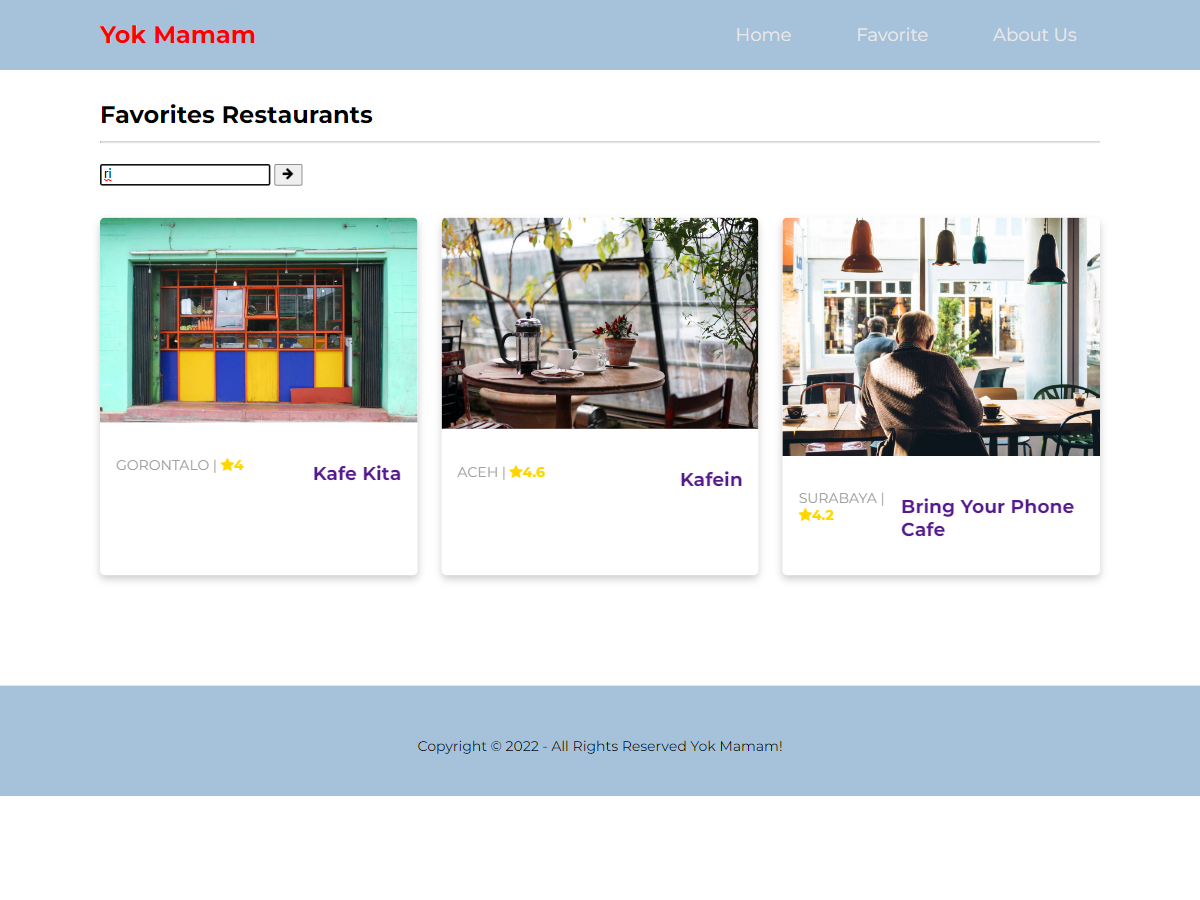 Yok Mamam
Home
Favorite
About Us
Favorites Restaurants
ri
GORONTALO | 4
Kafe Kita
ACEH | 4.6
Kafein
SURABAYA |
4.2
Bring Your Phone
Cafe
Copyright © 2022 - All Rights Reserved Yok Mamam!